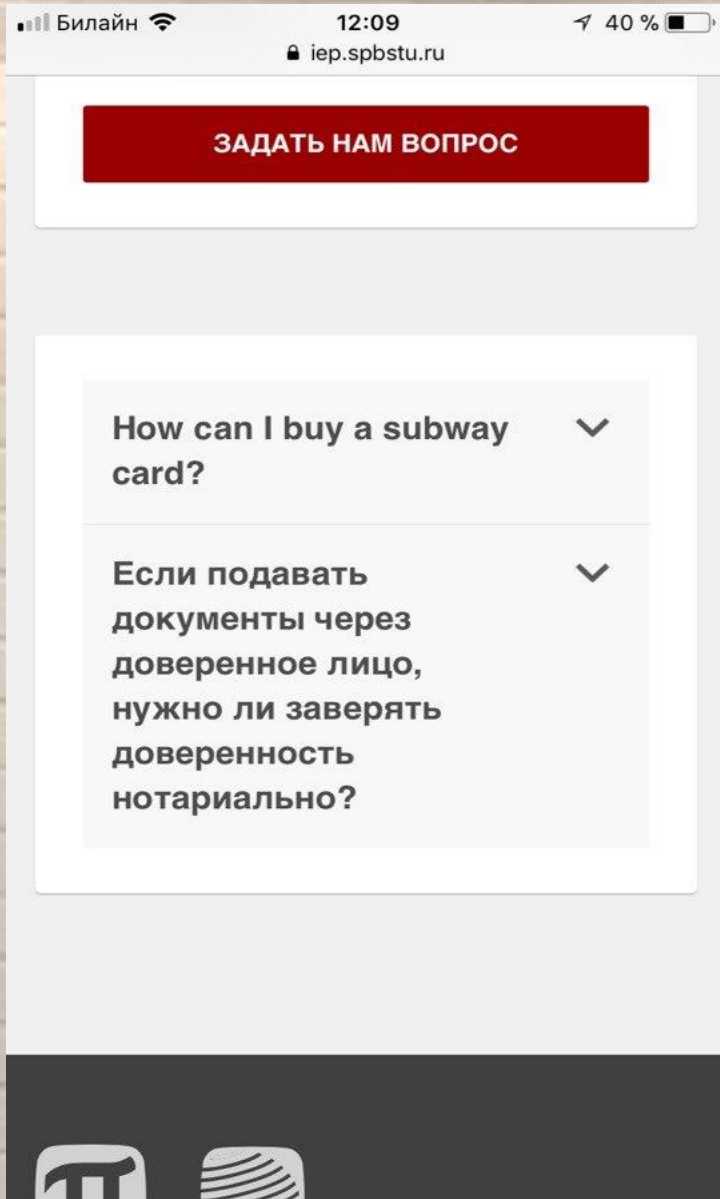 Билайн 12:09 40 %
iep.spbstu.ru
ЗАДАТЬ НАМ ВОПРОС
How can I buy a subway
card?
Если подавать
документы через
доверенное лицо,
нужно ли заверять
доверенность
нотариально?